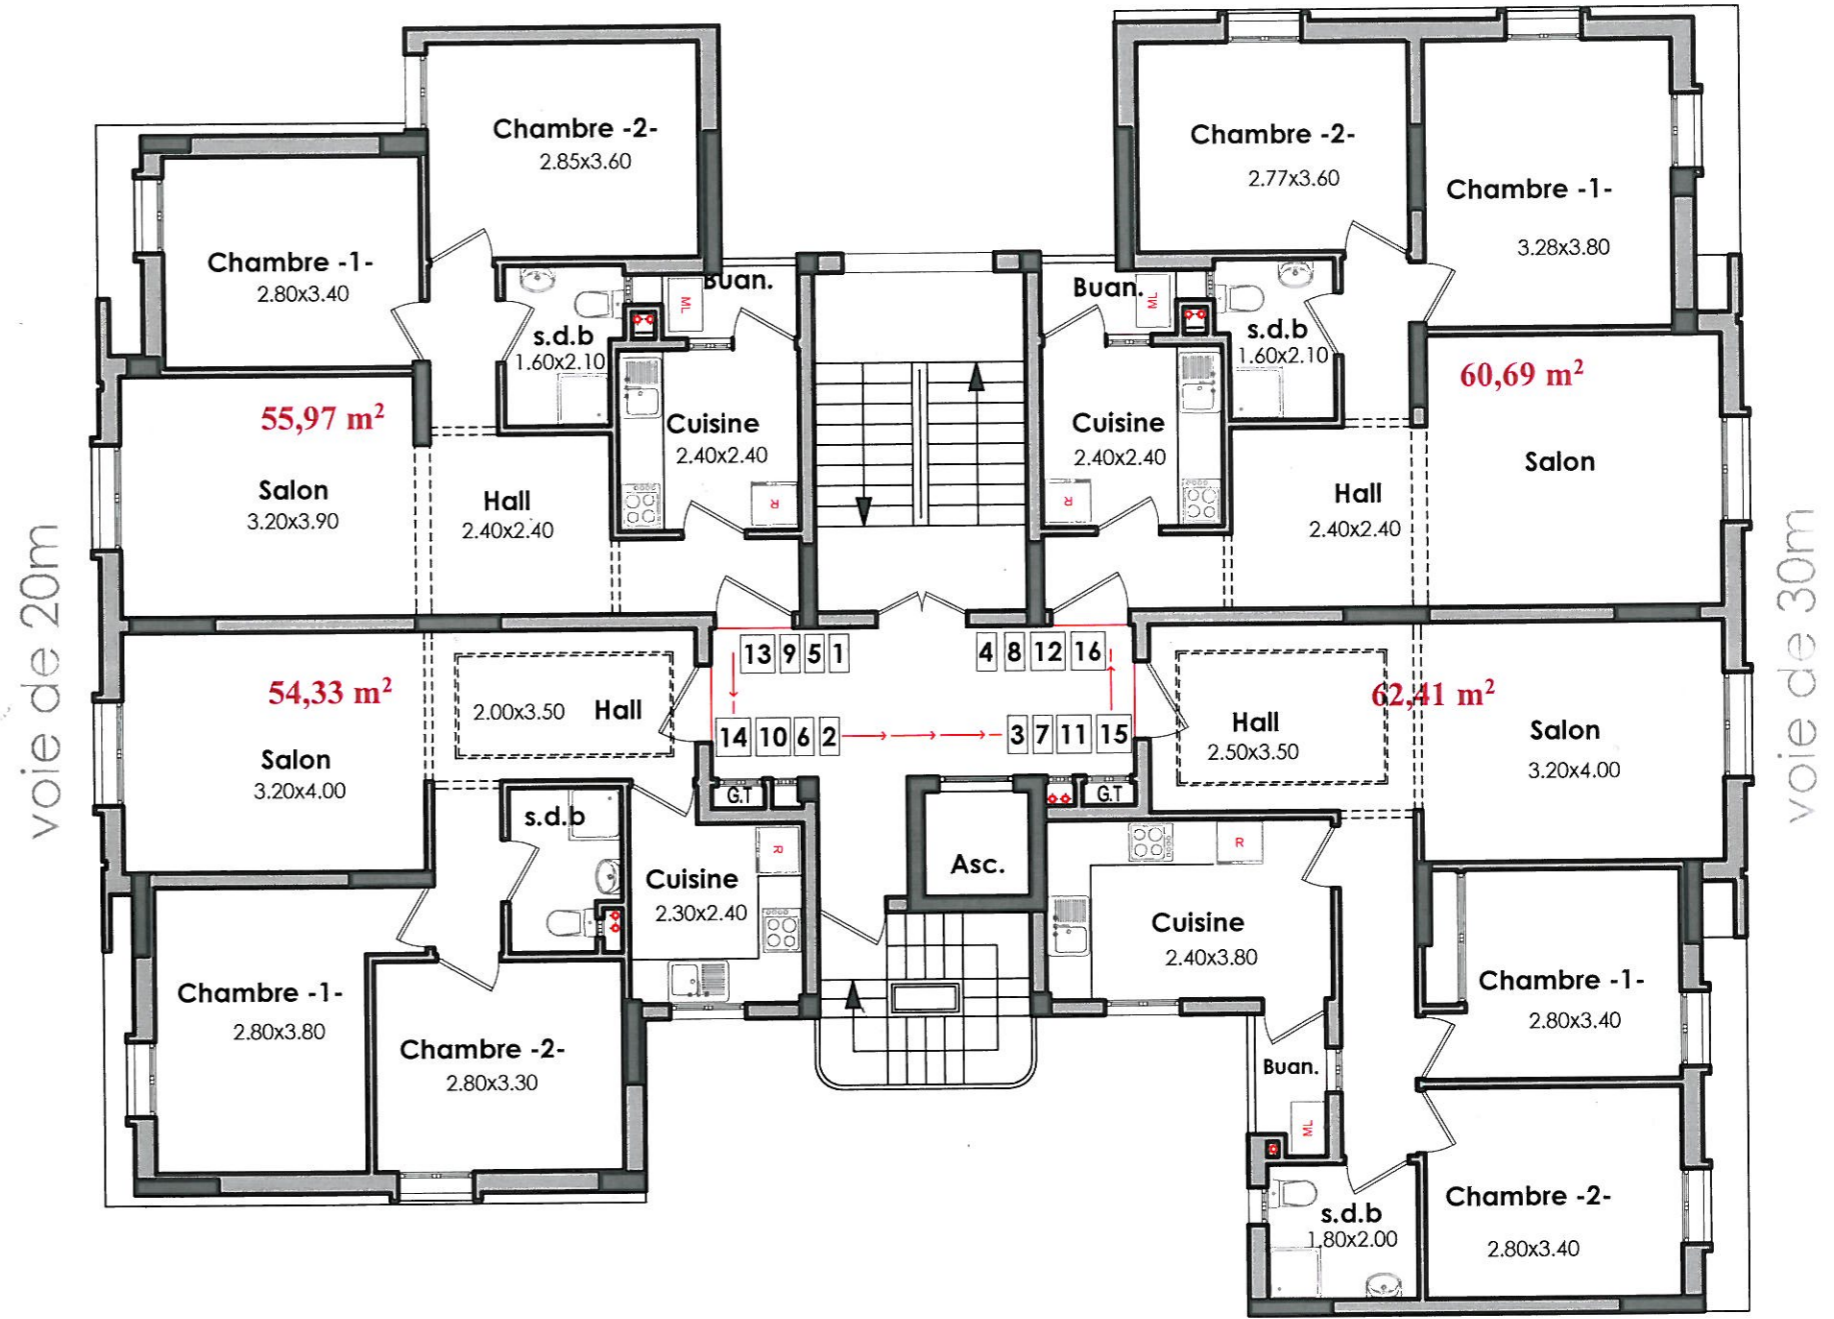 Chambre -2-
2.85x3.60
Chambre -1-
2.80x3.40
Buan.
ML
s.d.b
1.60x2.10
55,97 m²
Salon
3.20x3.90
Hall
2.40x2.40
Cuisine
2.40x2.40
R
Chambre -2-
2.77x3.60
Chambre -1-
3.28x3.80
Buan.
ML
s.d.b
1.60x2.10
60,69 m²
Cuisine
2.40x2.40
R
Hall
2.40x2.40
Salon
voie de 20m
voie de 30m
13 9 5 1
4 8 12 16
14 10 6 2
3 7 11 15
54,33 m²
Salon
3.20x4.00
2.00x3.50
Hall
G.T
s.d.b
Cuisine
2.30x2.40
R
Chambre -1-
2.80x3.80
Chambre -2-
2.80x3.30
Asc.
G.T
62,41 m²
Hall
2.50x3.50
Salon
3.20x4.00
R
Cuisine
2.40x3.80
Chambre -1-
2.80x3.40
Buan.
ML
s.d.b
1.80x2.00
Chambre -2-
2.80x3.40